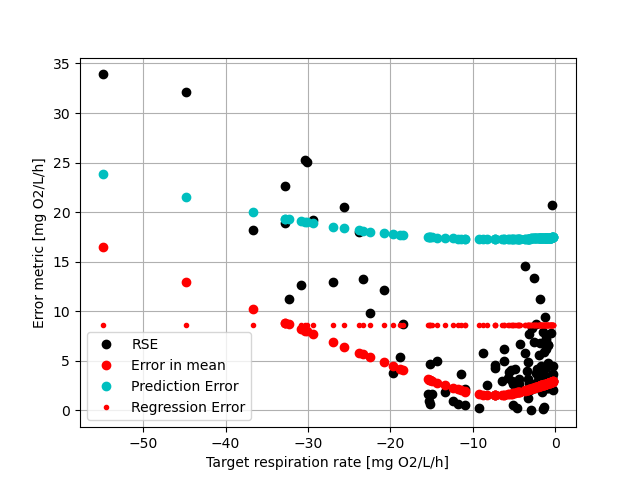 35
30
25
20
15
10
5
0
Error metric [mg O2/L/h]
RSE
Error in mean
Prediction Error
Regression Error
−50
−40
−30
−20
−10
0
Target respiration rate [mg O2/L/h]